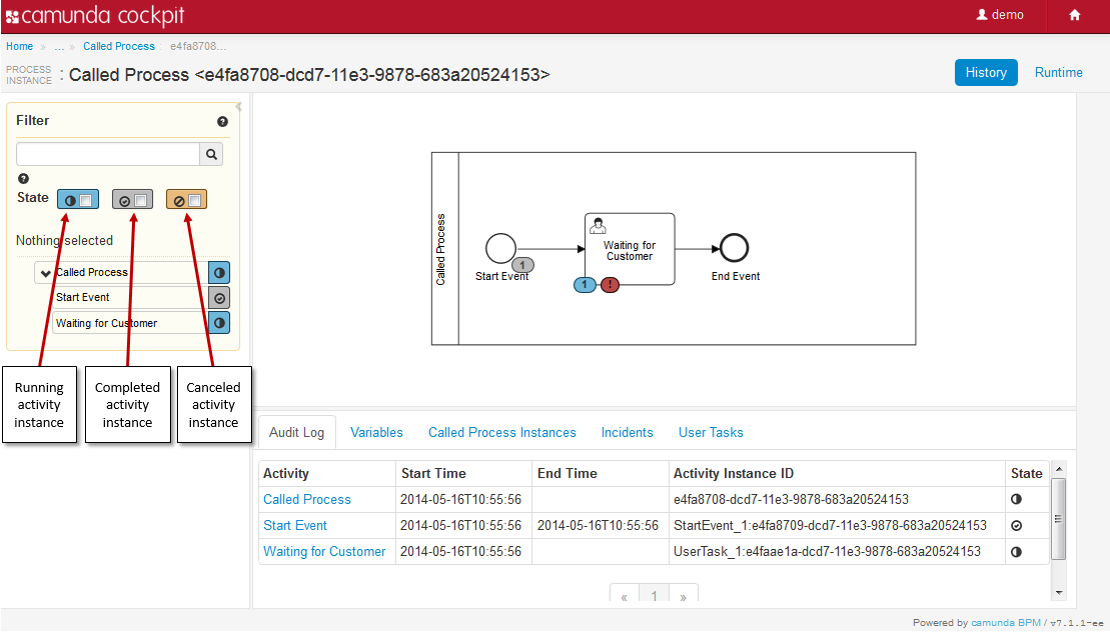 camunda cockpit
demo
Home » ... » Called Process : e4fa8708...
PROCESS INSTANCE : Called Process <e4fa8708-dcd7-11e3-9878-683a20524153>
History Runtime
Filter ?
?
State
Nothing selected
Called Process
Start Event
Waiting for Customer
Running
activity
instance
Completed
activity
instance
Canceled
activity
instance
Called Process
Start Event
1
Waiting for
Customer
1 !
End Event
Audit Log Variables Called Process Instances Incidents User Tasks
Activity Start Time End Time Activity Instance ID State
Called Process 2014-05-16T10:55:56 e4fa8708-dcd7-11e3-9878-683a20524153
Start Event 2014-05-16T10:55:56 2014-05-16T10:55:56 StartEvent_1:e4fa8709-dcd7-11e3-9878-683a20524153
Waiting for Customer 2014-05-16T10:55:56 UserTask_1:e4faae1a-dcd7-11e3-9878-683a20524153
« 1 »
Powered by camunda BPM / v7.1.1-ee